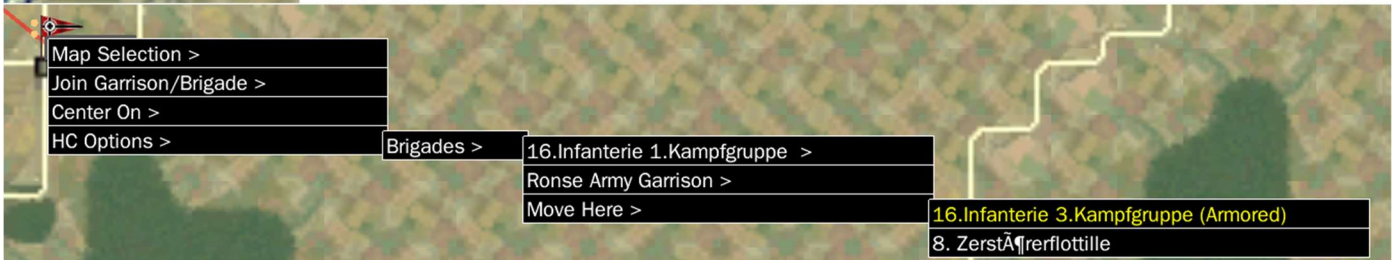 Map Selection >
Join Garrison/Brigade >
Center On >
HC Options >
Brigades >
16.Infanterie 1.Kampfgruppe >
Ronse Army Garrison >
Move Here >
16.Infanterie 3.Kampfgruppe (Armored)
8. ZerstÃ¶rerflottille